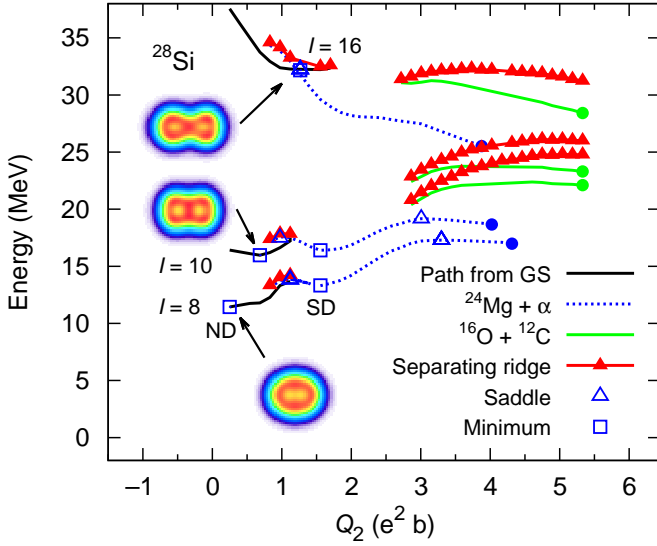 35
30
25
20
15
10
5
0
Energy (MeV)
²⁸Si
I = 16
I = 10
I = 8
ND
SD
Path from GS
²⁴Mg + α
¹⁶O + ¹²C
Separating ridge
Saddle
Minimum
−1 0 1 2 3 4 5 6
Q₂ (e² b)